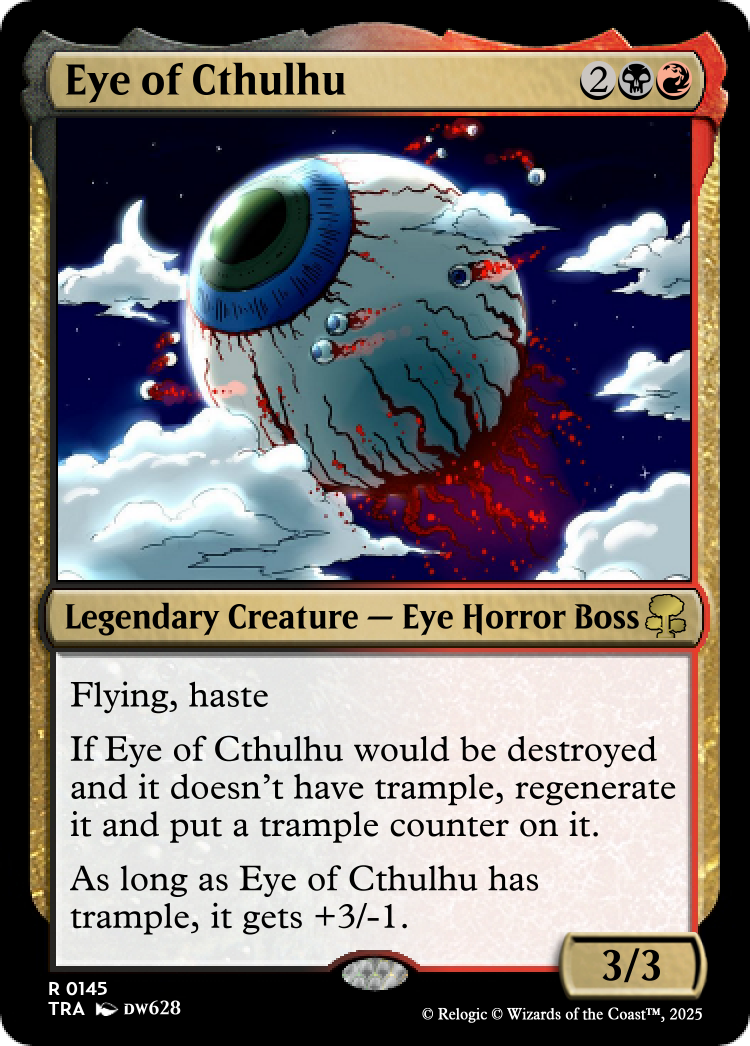 Eye of Cthulhu 2
Legendary Creature — Eye Horror Boss
Flying, haste
If Eye of Cthulhu would be destroyed
and it doesn't have trample, regenerate
it and put a trample counter on it.
As long as Eye of Cthulhu has
trample, it gets +3/-1.
3/3
R 0145
TRA DW628
© Relogic © Wizards of the Coast™, 2025